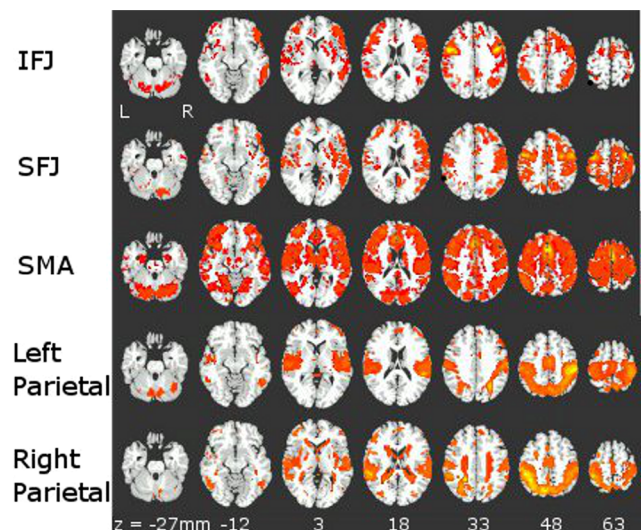 IFJ
L R
SFJ
SMA
Left
Parietal
Right
Parietal
z = -27mm -12 3 18 33 48 63